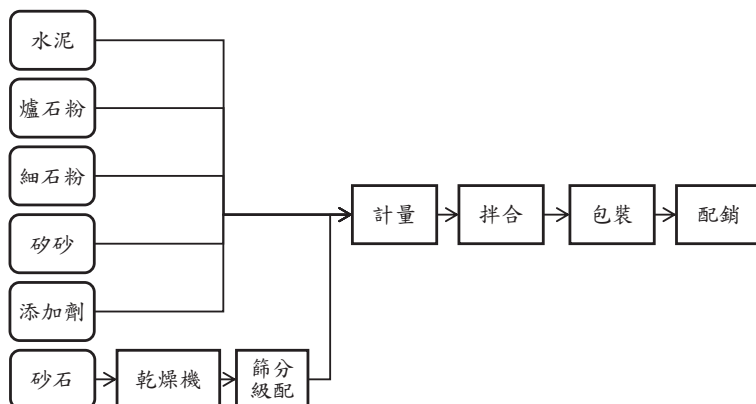 水泥
爐石粉
細石粉
矽砂
添加劑
砂石
乾燥機
篩分
級配
計量
拌合
包裝
配銷